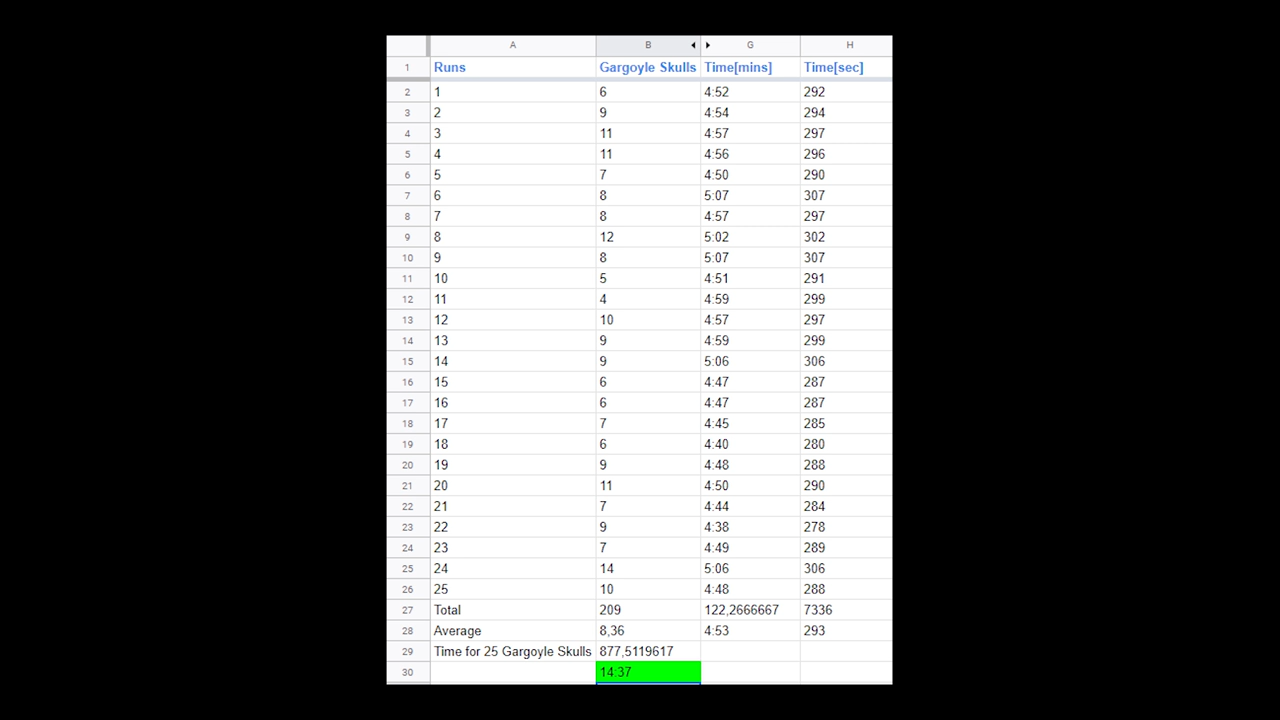 A B G H
1 Runs Gargoyle Skulls Time[mins] Time[sec]
2 1 6 4:52 292
3 2 9 4:54 294
4 3 11 4:57 297
5 4 11 4:56 296
6 5 7 4:50 290
7 6 8 5:07 307
8 7 8 4:57 297
9 8 12 5:02 302
10 9 8 5:07 307
11 10 5 4:51 291
12 11 4 4:59 299
13 12 10 4:57 297
14 13 9 4:59 299
15 14 9 5:06 306
16 15 6 4:47 287
17 16 6 4:47 287
18 17 7 4:45 285
19 18 6 4:40 280
20 19 9 4:48 288
21 20 11 4:50 290
22 21 7 4:44 284
23 22 9 4:38 278
24 23 7 4:49 289
25 24 14 5:06 306
26 25 10 4:48 288
27 Total 209 122,2666667 7336
28 Average 8,36 4:53 293
29 Time for 25 Gargoyle Skulls 877,5119617
30 14:37